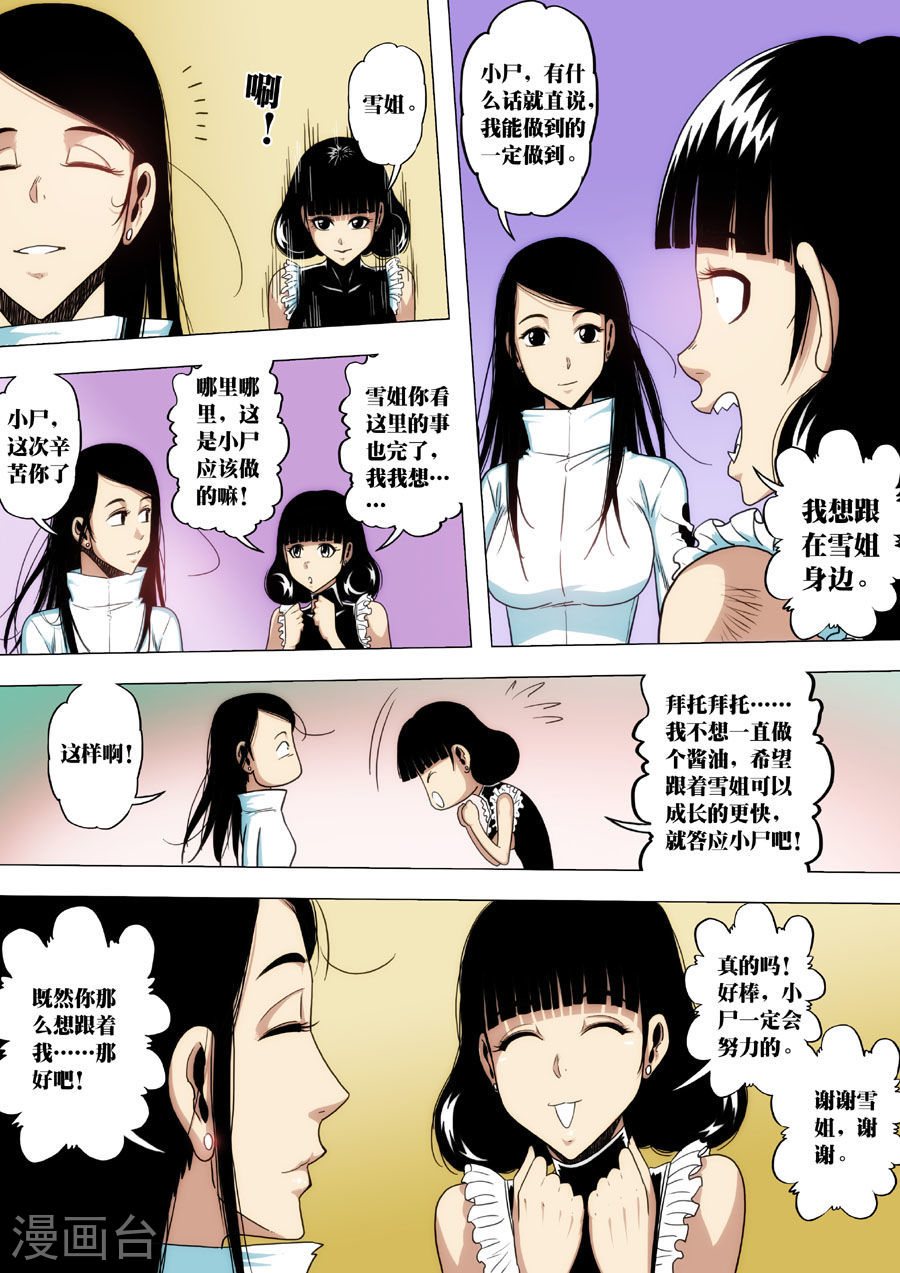 唰！
雪姐。
小尸，有什
么话就直说，
我能做到的
一定做到。
小尸，
这次辛
苦你了
哪里哪
里，这
是小尸
应该做
的嘛！
雪姐你看
这里的事
也完了，
我我想……
……
我想跟
在雪姐
身边。
这样啊！
拜托拜托……
我不想一直做
个酱油，希望
跟着雪姐可以
成长的更快，
就答应小尸吧！
既然你那
么想跟着
我……那
好吧！
真的吗！
好棒，小
尸一定会
努力的。
谢谢雪
姐，谢
谢。
漫画台